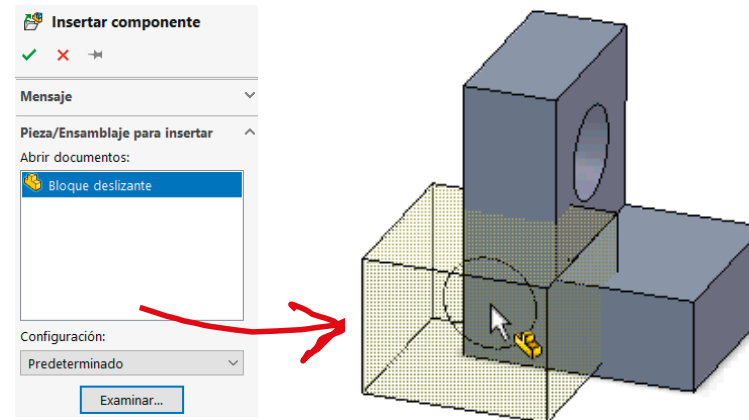 Insertar componente
Mensaje
Pieza/Ensamblaje para insertar
Abrir documentos:
Bloque deslizante
Configuración:
Predeterminado
Examinar...